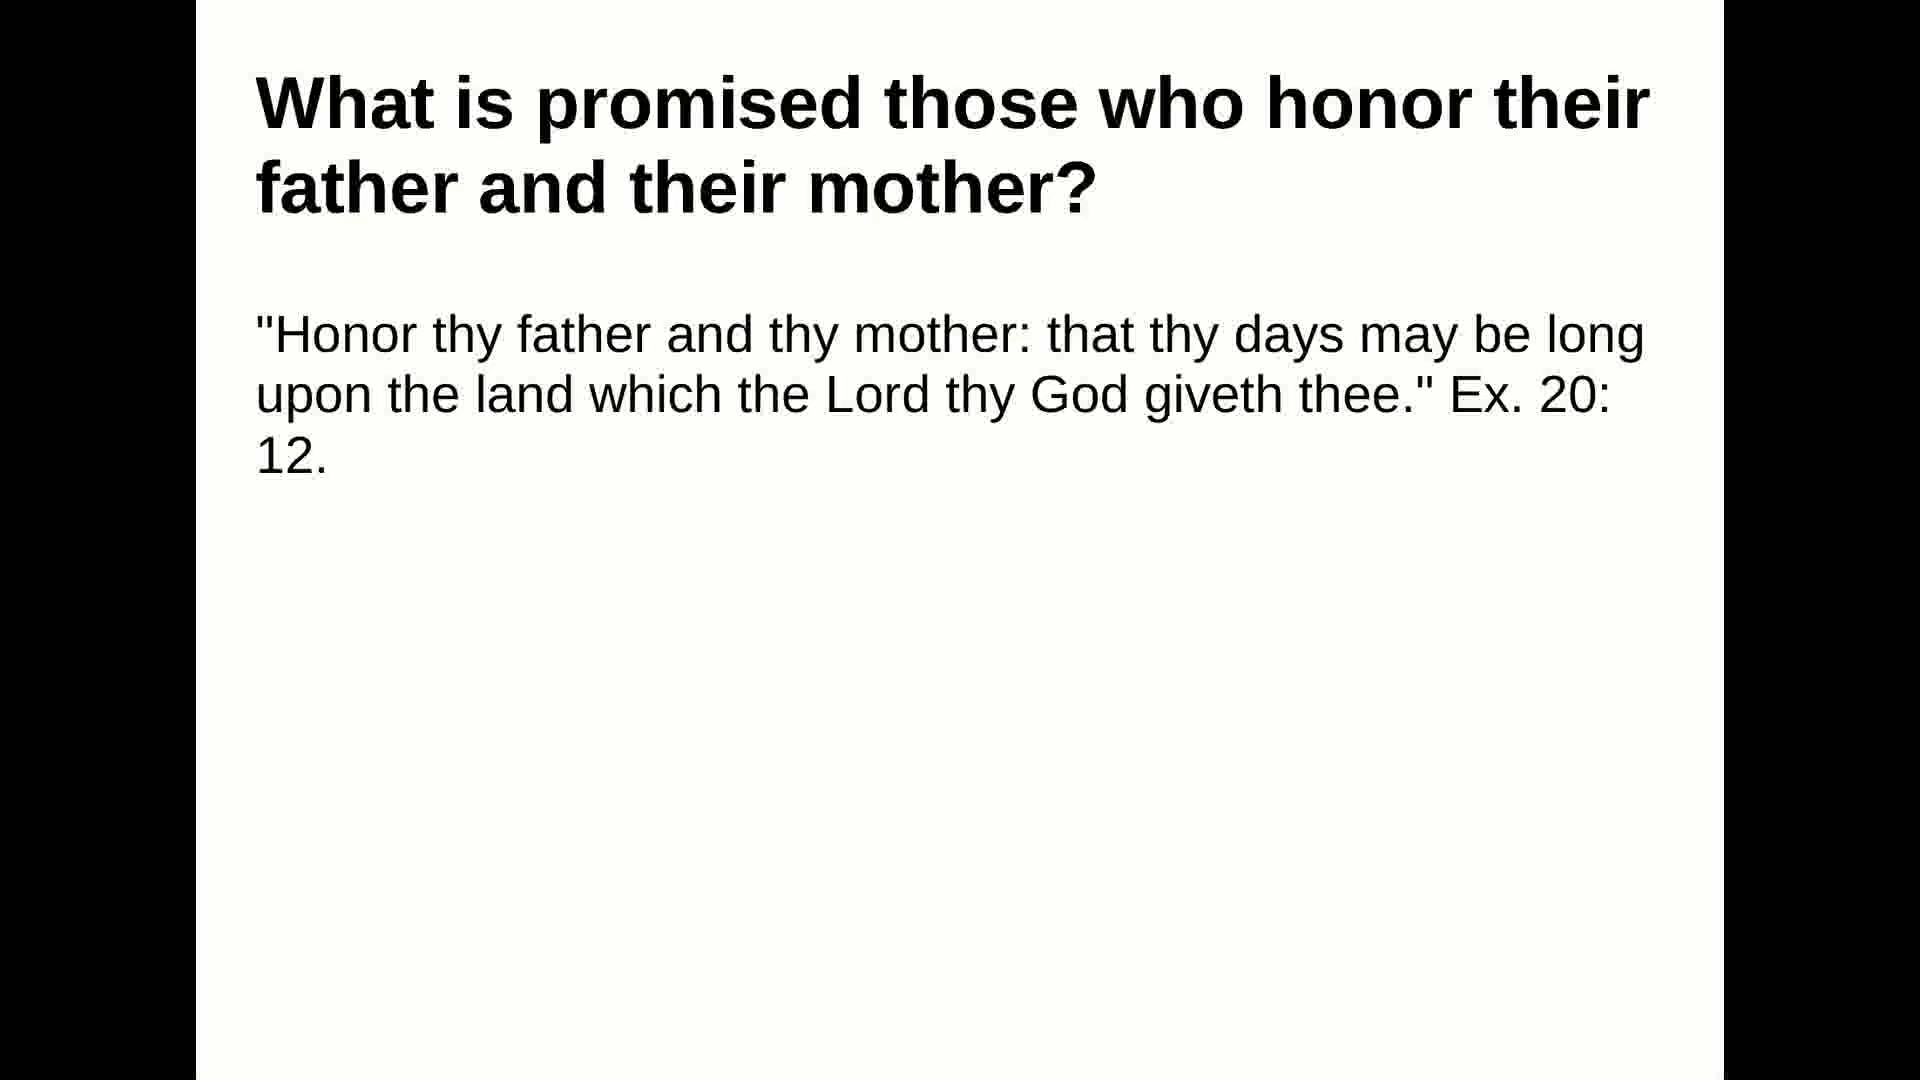 What is promised those who honor their
father and their mother?
"Honor thy father and thy mother: that thy days may be long
upon the land which the Lord thy God giveth thee." Ex. 20:
12.